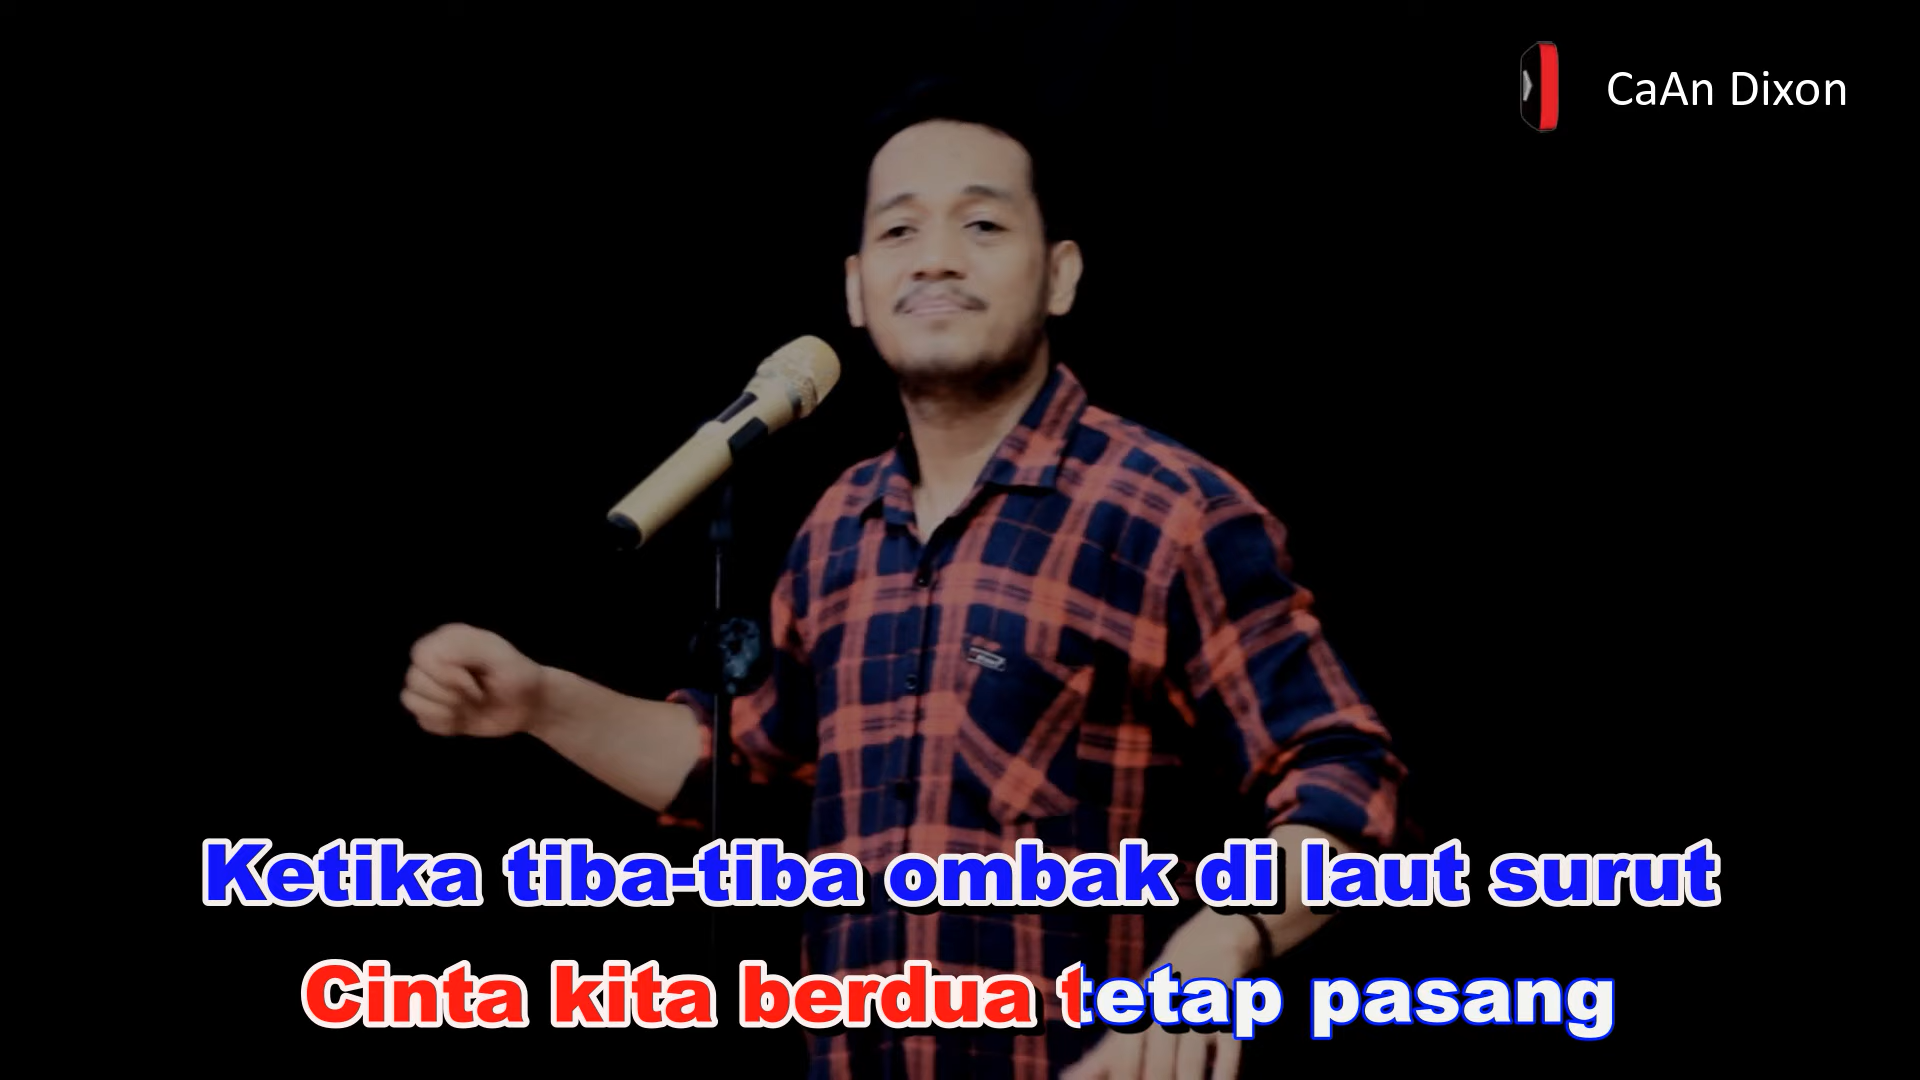 CaAn Dixon
Ketika tiba-tiba ombak di laut surut
Cinta kita berdua tetap pasang